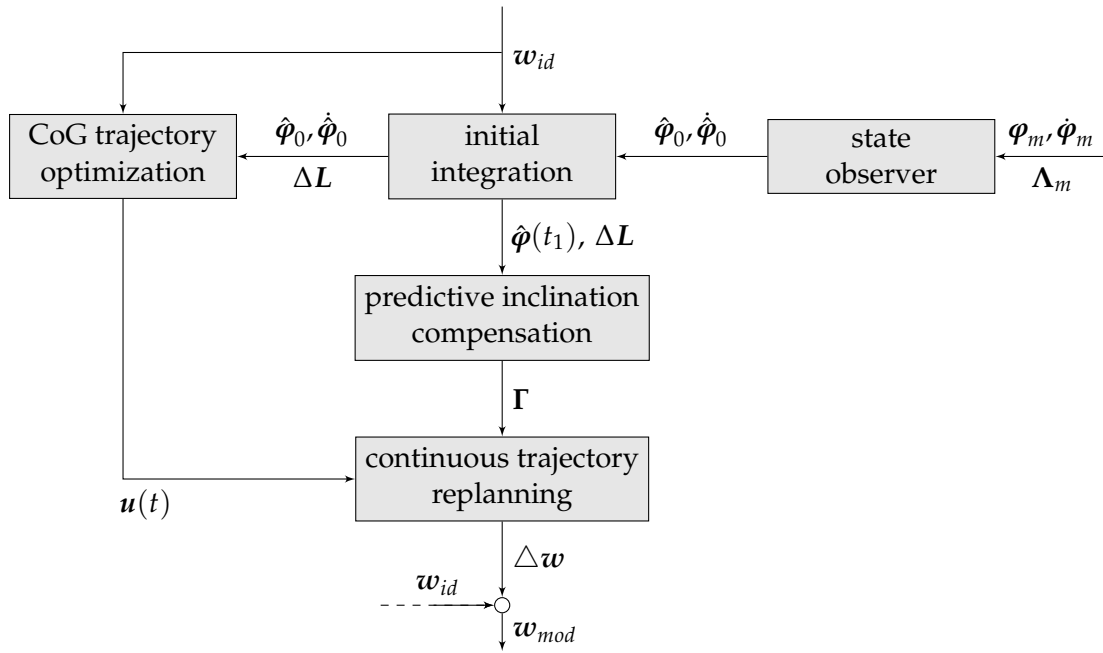 w_id
CoG trajectory
optimization
φ̂_0, φ̂̇_0
ΔL
initial
integration
φ̂_0, φ̂̇_0
state
observer
φ_m, φ̇_m
Λ_m
φ̂(t_1), ΔL
predictive inclination
compensation
Γ
continuous trajectory
replanning
u(t)
△w
w_id
w_mod